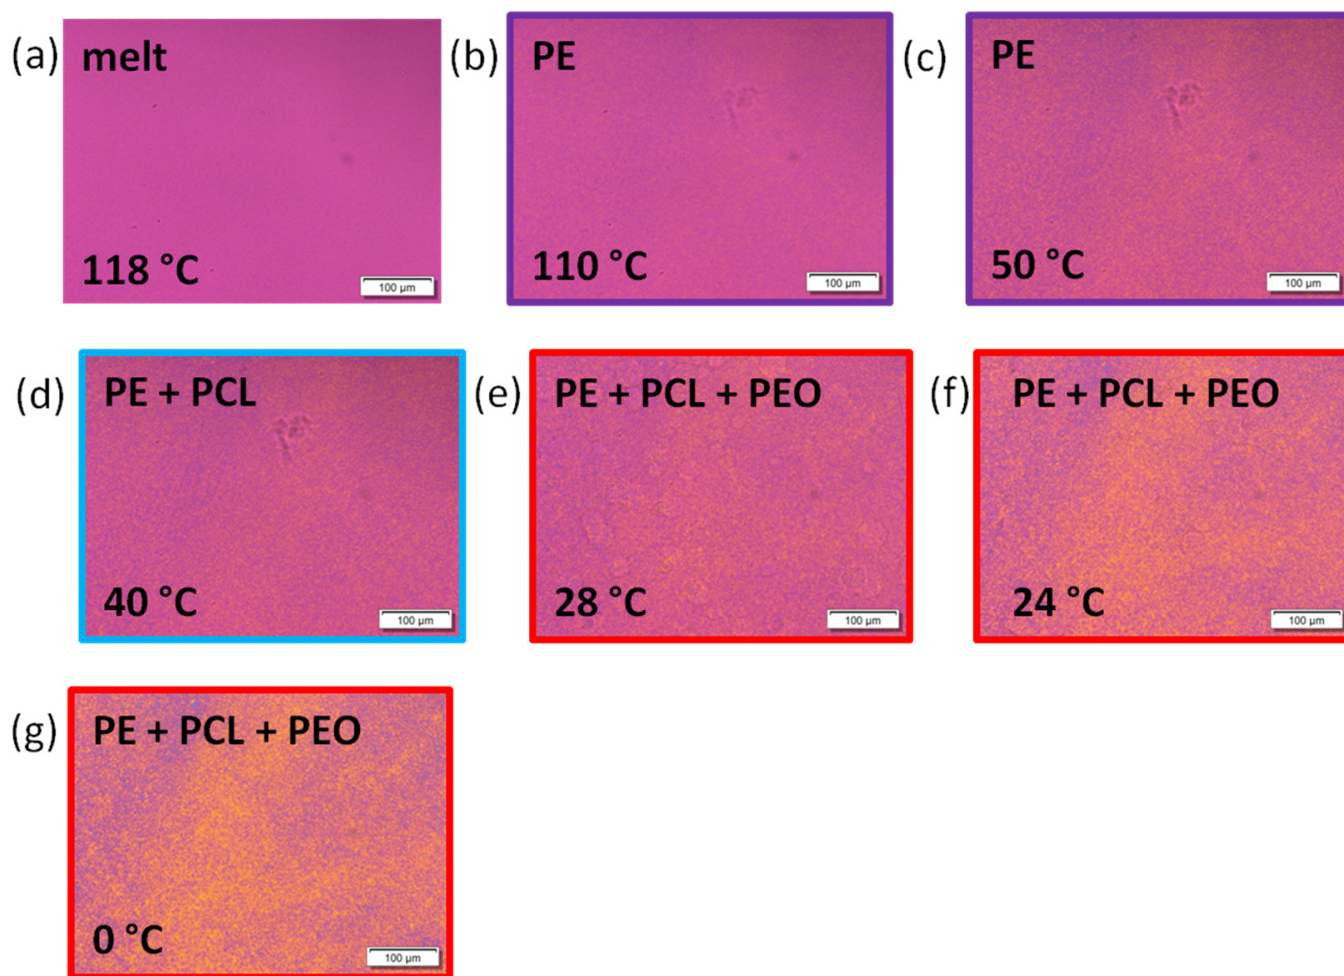 (a)
melt
118 °C
100 µm
(b)
PE
110 °C
100 µm
(c)
PE
50 °C
100 µm
(d)
PE + PCL
40 °C
100 µm
(e)
PE + PCL + PEO
28 °C
100 µm
(f)
PE + PCL + PEO
24 °C
100 µm
(g)
PE + PCL + PEO
0 °C
100 µm